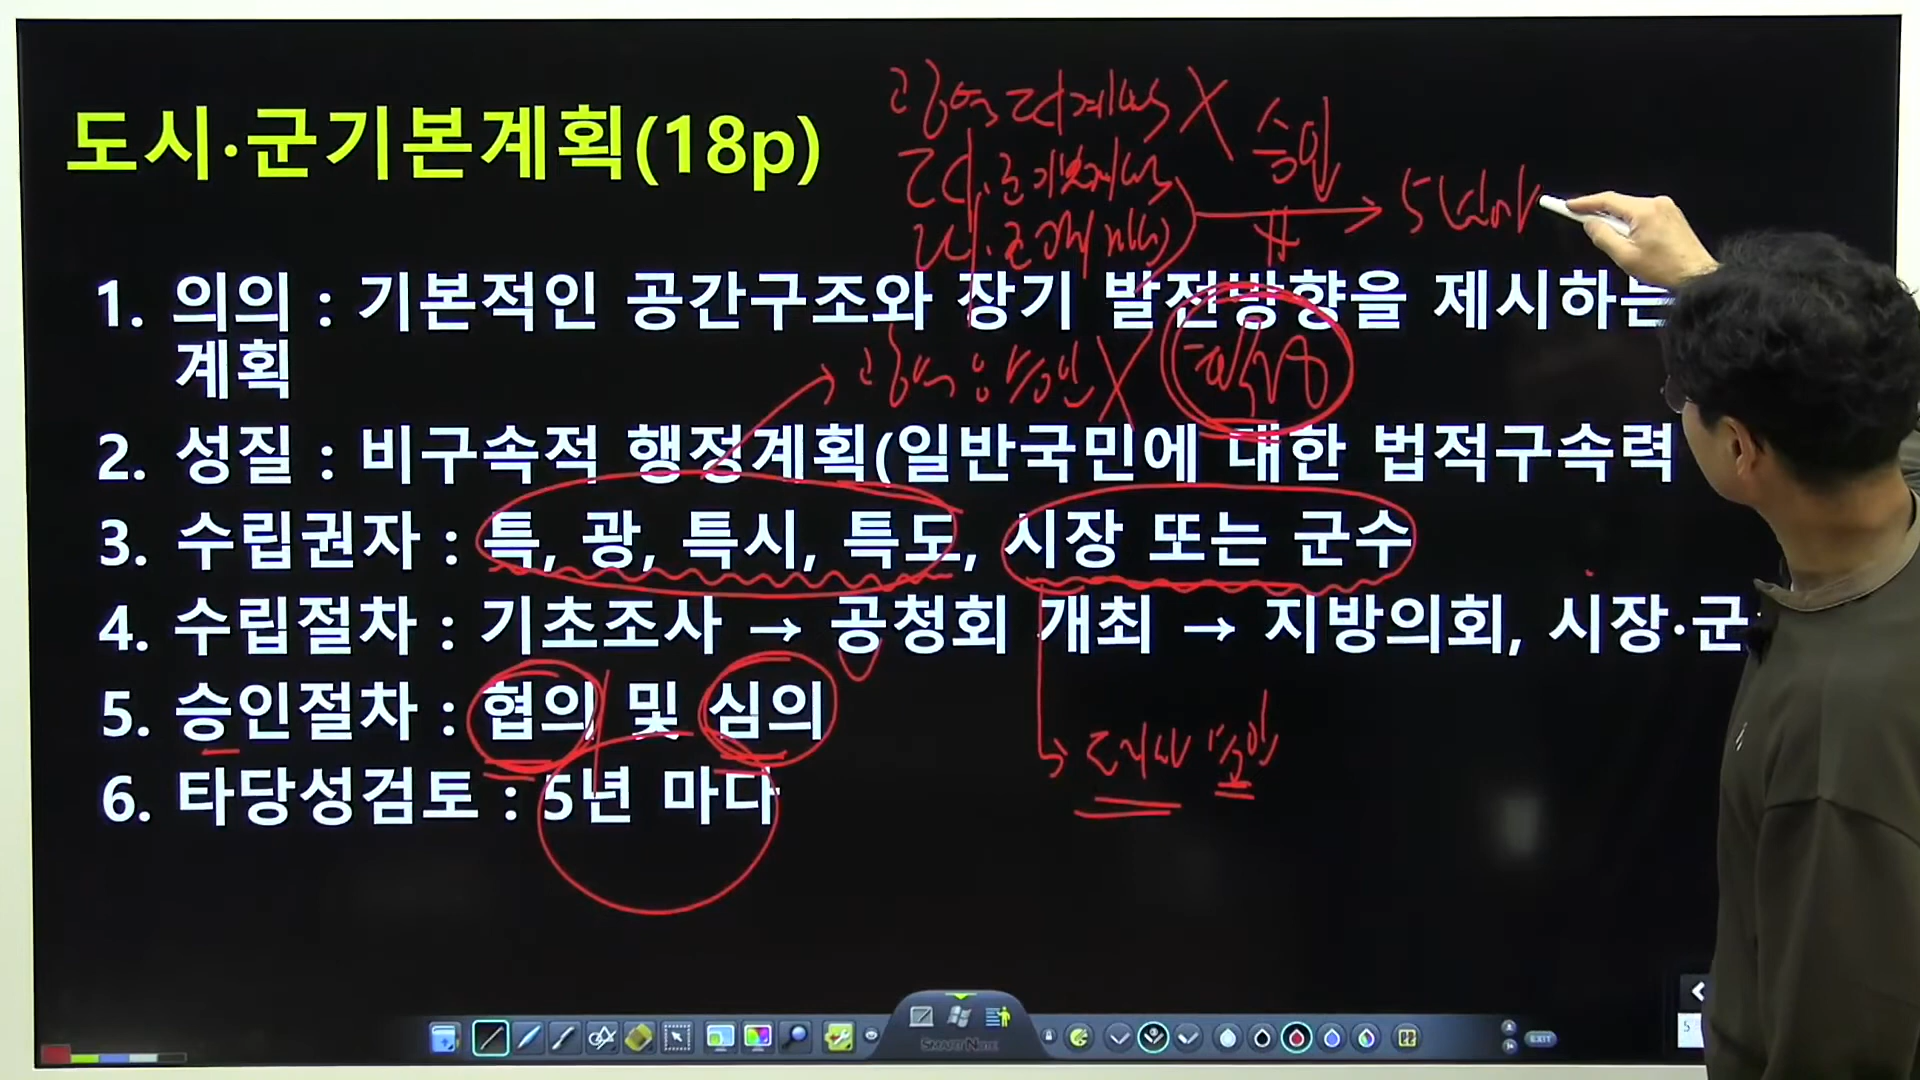 도시·군기본계획(18p)
승인
5년마
1. 의의 : 기본적인 공간구조와 장기 발전방향을 제시하는
계획
2. 성질 : 비구속적 행정계획(일반국민에 대한 법적구속력
3. 수립권자 : 특, 광, 특시, 특도, 시장 또는 군수
4. 수립절차 : 기초조사 → 공청회 개최 → 지방의회, 시장·군
5. 승인절차 : 협의 및 심의
도지사 승인
6. 타당성검토 : 5년 마다
SMART NOTE
EXIT
5